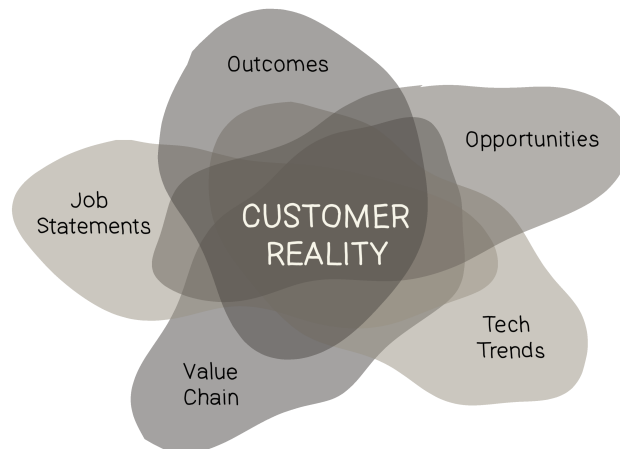 Outcomes
Opportunities
Job
Statements
CUSTOMER
REALITY
Tech
Trends
Value
Chain